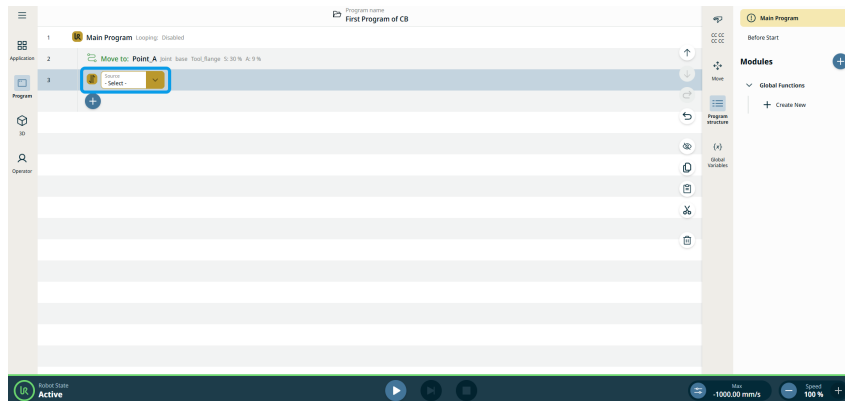 Program name
First Program of CB
Application
Program
3D
Operator
1 Main Program Looping: Disabled
2 Move to: Point_A Joint base Tool_flange S: 30 % A: 9 %
3 Source
- Select -
CC CC
CC CC
Move
Program structure
{x}
Global Variables
Main Program
Before Start
Modules
Global Functions
Create New
Robot State
Active
Max
-1000.00 mm/s
Speed
100 %